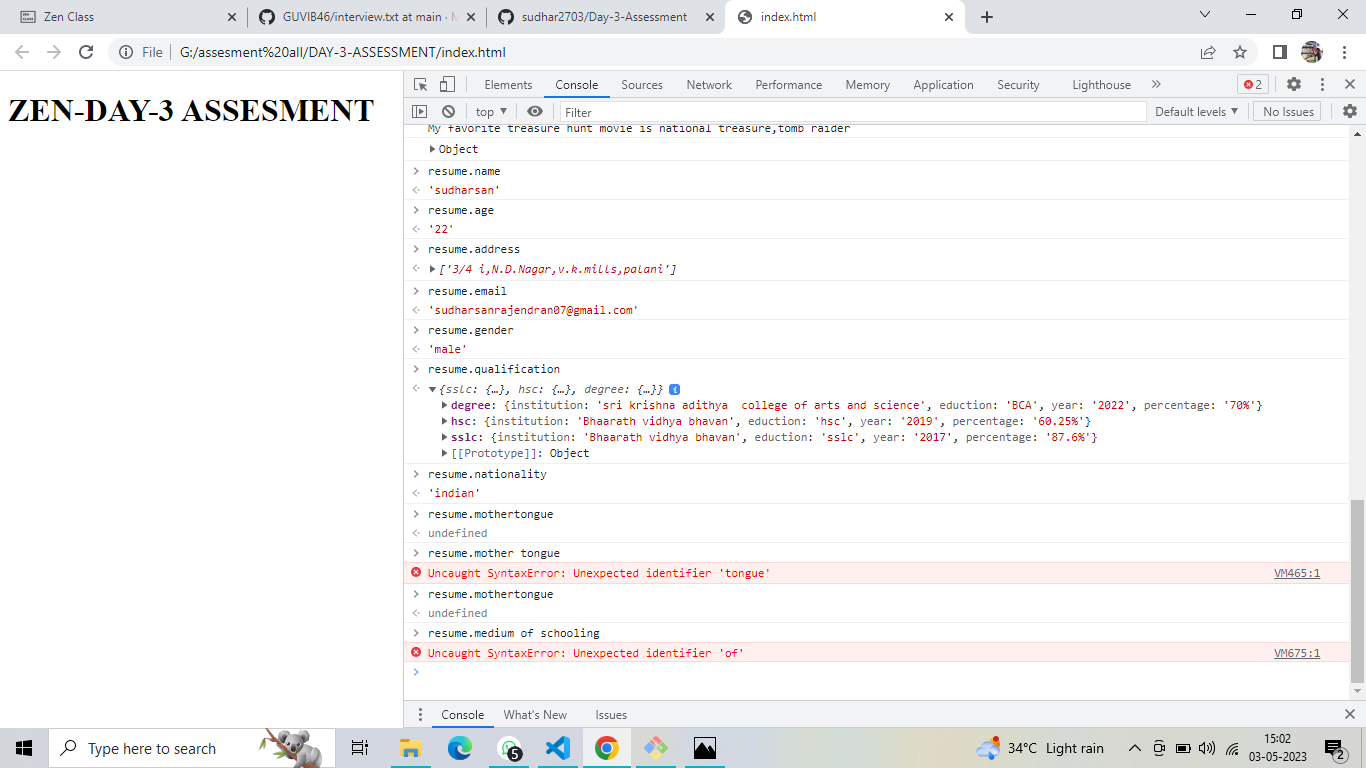 Zen Class
GUVIB46/interview.txt at main · M
sudhar2703/Day-3-Assessment
index.html
File
G:/assesment%20all/DAY-3-ASSESSMENT/index.html
ZEN-DAY-3 ASSESMENT
Elements Console Sources Network Performance Memory Application Security Lighthouse » 2
top ▼ Filter Default levels ▼ No Issues
My favorite treasure hunt movie is national treasure,tomb raider
▶ Object
> resume.name
'sudharsan'
> resume.age
'22'
> resume.address
▶ ['3/4 i,N.D.Nagar,v.k.mills,palani']
> resume.email
'sudharsanrajendran07@gmail.com'
> resume.gender
'male'
> resume.qualification
▼ {sslc: {…}, hsc: {…}, degree: {…}} i
▶ degree: {institution: 'sri krishna adithya  college of arts and science', eduction: 'BCA', year: '2022', percentage: '70%'}
▶ hsc: {institution: 'Bhaarath vidhya bhavan', eduction: 'hsc', year: '2019', percentage: '60.25%'}
▶ sslc: {institution: 'Bhaarath vidhya bhavan', eduction: 'sslc', year: '2017', percentage: '87.6%'}
▶ [[Prototype]]: Object
> resume.nationality
'indian'
> resume.mothertongue
undefined
> resume.mother tongue
Uncaught SyntaxError: Unexpected identifier 'tongue' VM465:1
> resume.mothertongue
undefined
> resume.medium of schooling
Uncaught SyntaxError: Unexpected identifier 'of' VM675:1
>
Console What's New Issues
Type here to search
5
34°C Light rain
15:02
03-05-2023
2